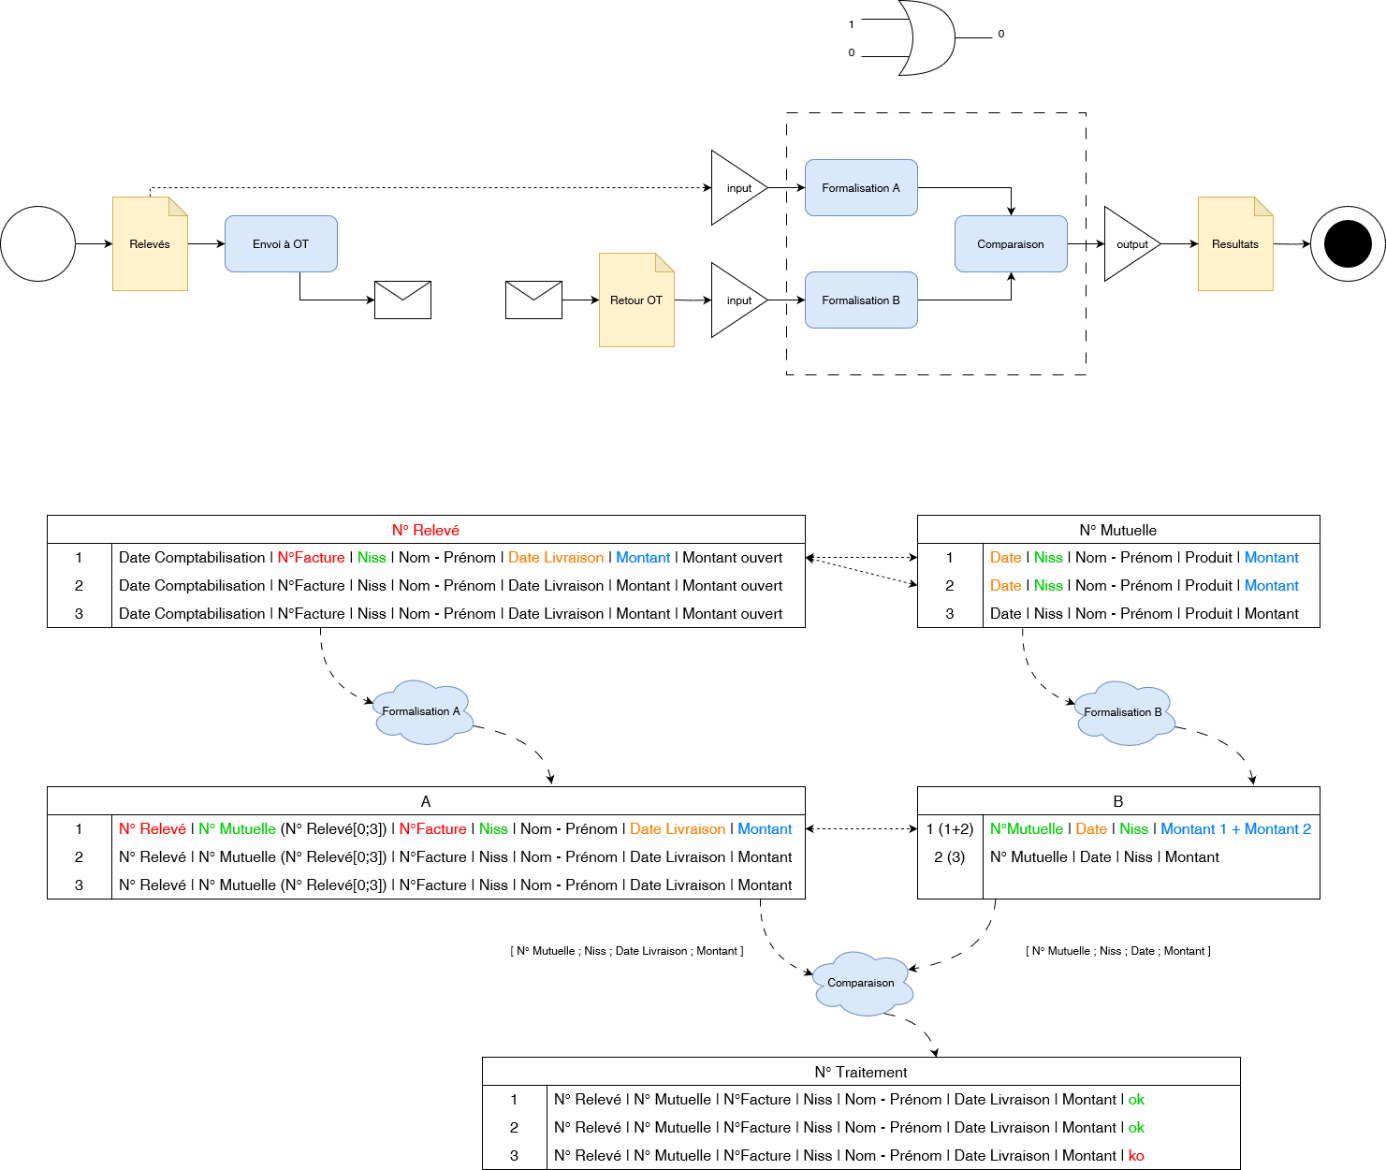 1
0
0
input
Formalisation A
Relevés
Envoi à OT
Comparaison
output
Resultats
Retour OT
input
Formalisation B
N° Relevé
1 Date Comptabilisation | N°Facture | Niss | Nom - Prénom | Date Livraison | Montant | Montant ouvert
2 Date Comptabilisation | N°Facture | Niss | Nom - Prénom | Date Livraison | Montant | Montant ouvert
3 Date Comptabilisation | N°Facture | Niss | Nom - Prénom | Date Livraison | Montant | Montant ouvert
N° Mutuelle
1 Date | Niss | Nom - Prénom | Produit | Montant
2 Date | Niss | Nom - Prénom | Produit | Montant
3 Date | Niss | Nom - Prénom | Produit | Montant
Formalisation A
Formalisation B
A
1 N° Relevé | N° Mutuelle (N° Relevé[0;3]) | N°Facture | Niss | Nom - Prénom | Date Livraison | Montant
2 N° Relevé | N° Mutuelle (N° Relevé[0;3]) | N°Facture | Niss | Nom - Prénom | Date Livraison | Montant
3 N° Relevé | N° Mutuelle (N° Relevé[0;3]) | N°Facture | Niss | Nom - Prénom | Date Livraison | Montant
B
1 (1+2) N°Mutuelle | Date | Niss | Montant 1 + Montant 2
2 (3) N° Mutuelle | Date | Niss | Montant
[ N° Mutuelle ; Niss ; Date Livraison ; Montant ]
[ N° Mutuelle ; Niss ; Date ; Montant ]
Comparaison
N° Traitement
1 N° Relevé | N° Mutuelle | N°Facture | Niss | Nom - Prénom | Date Livraison | Montant | ok
2 N° Relevé | N° Mutuelle | N°Facture | Niss | Nom - Prénom | Date Livraison | Montant | ok
3 N° Relevé | N° Mutuelle | N°Facture | Niss | Nom - Prénom | Date Livraison | Montant | ko